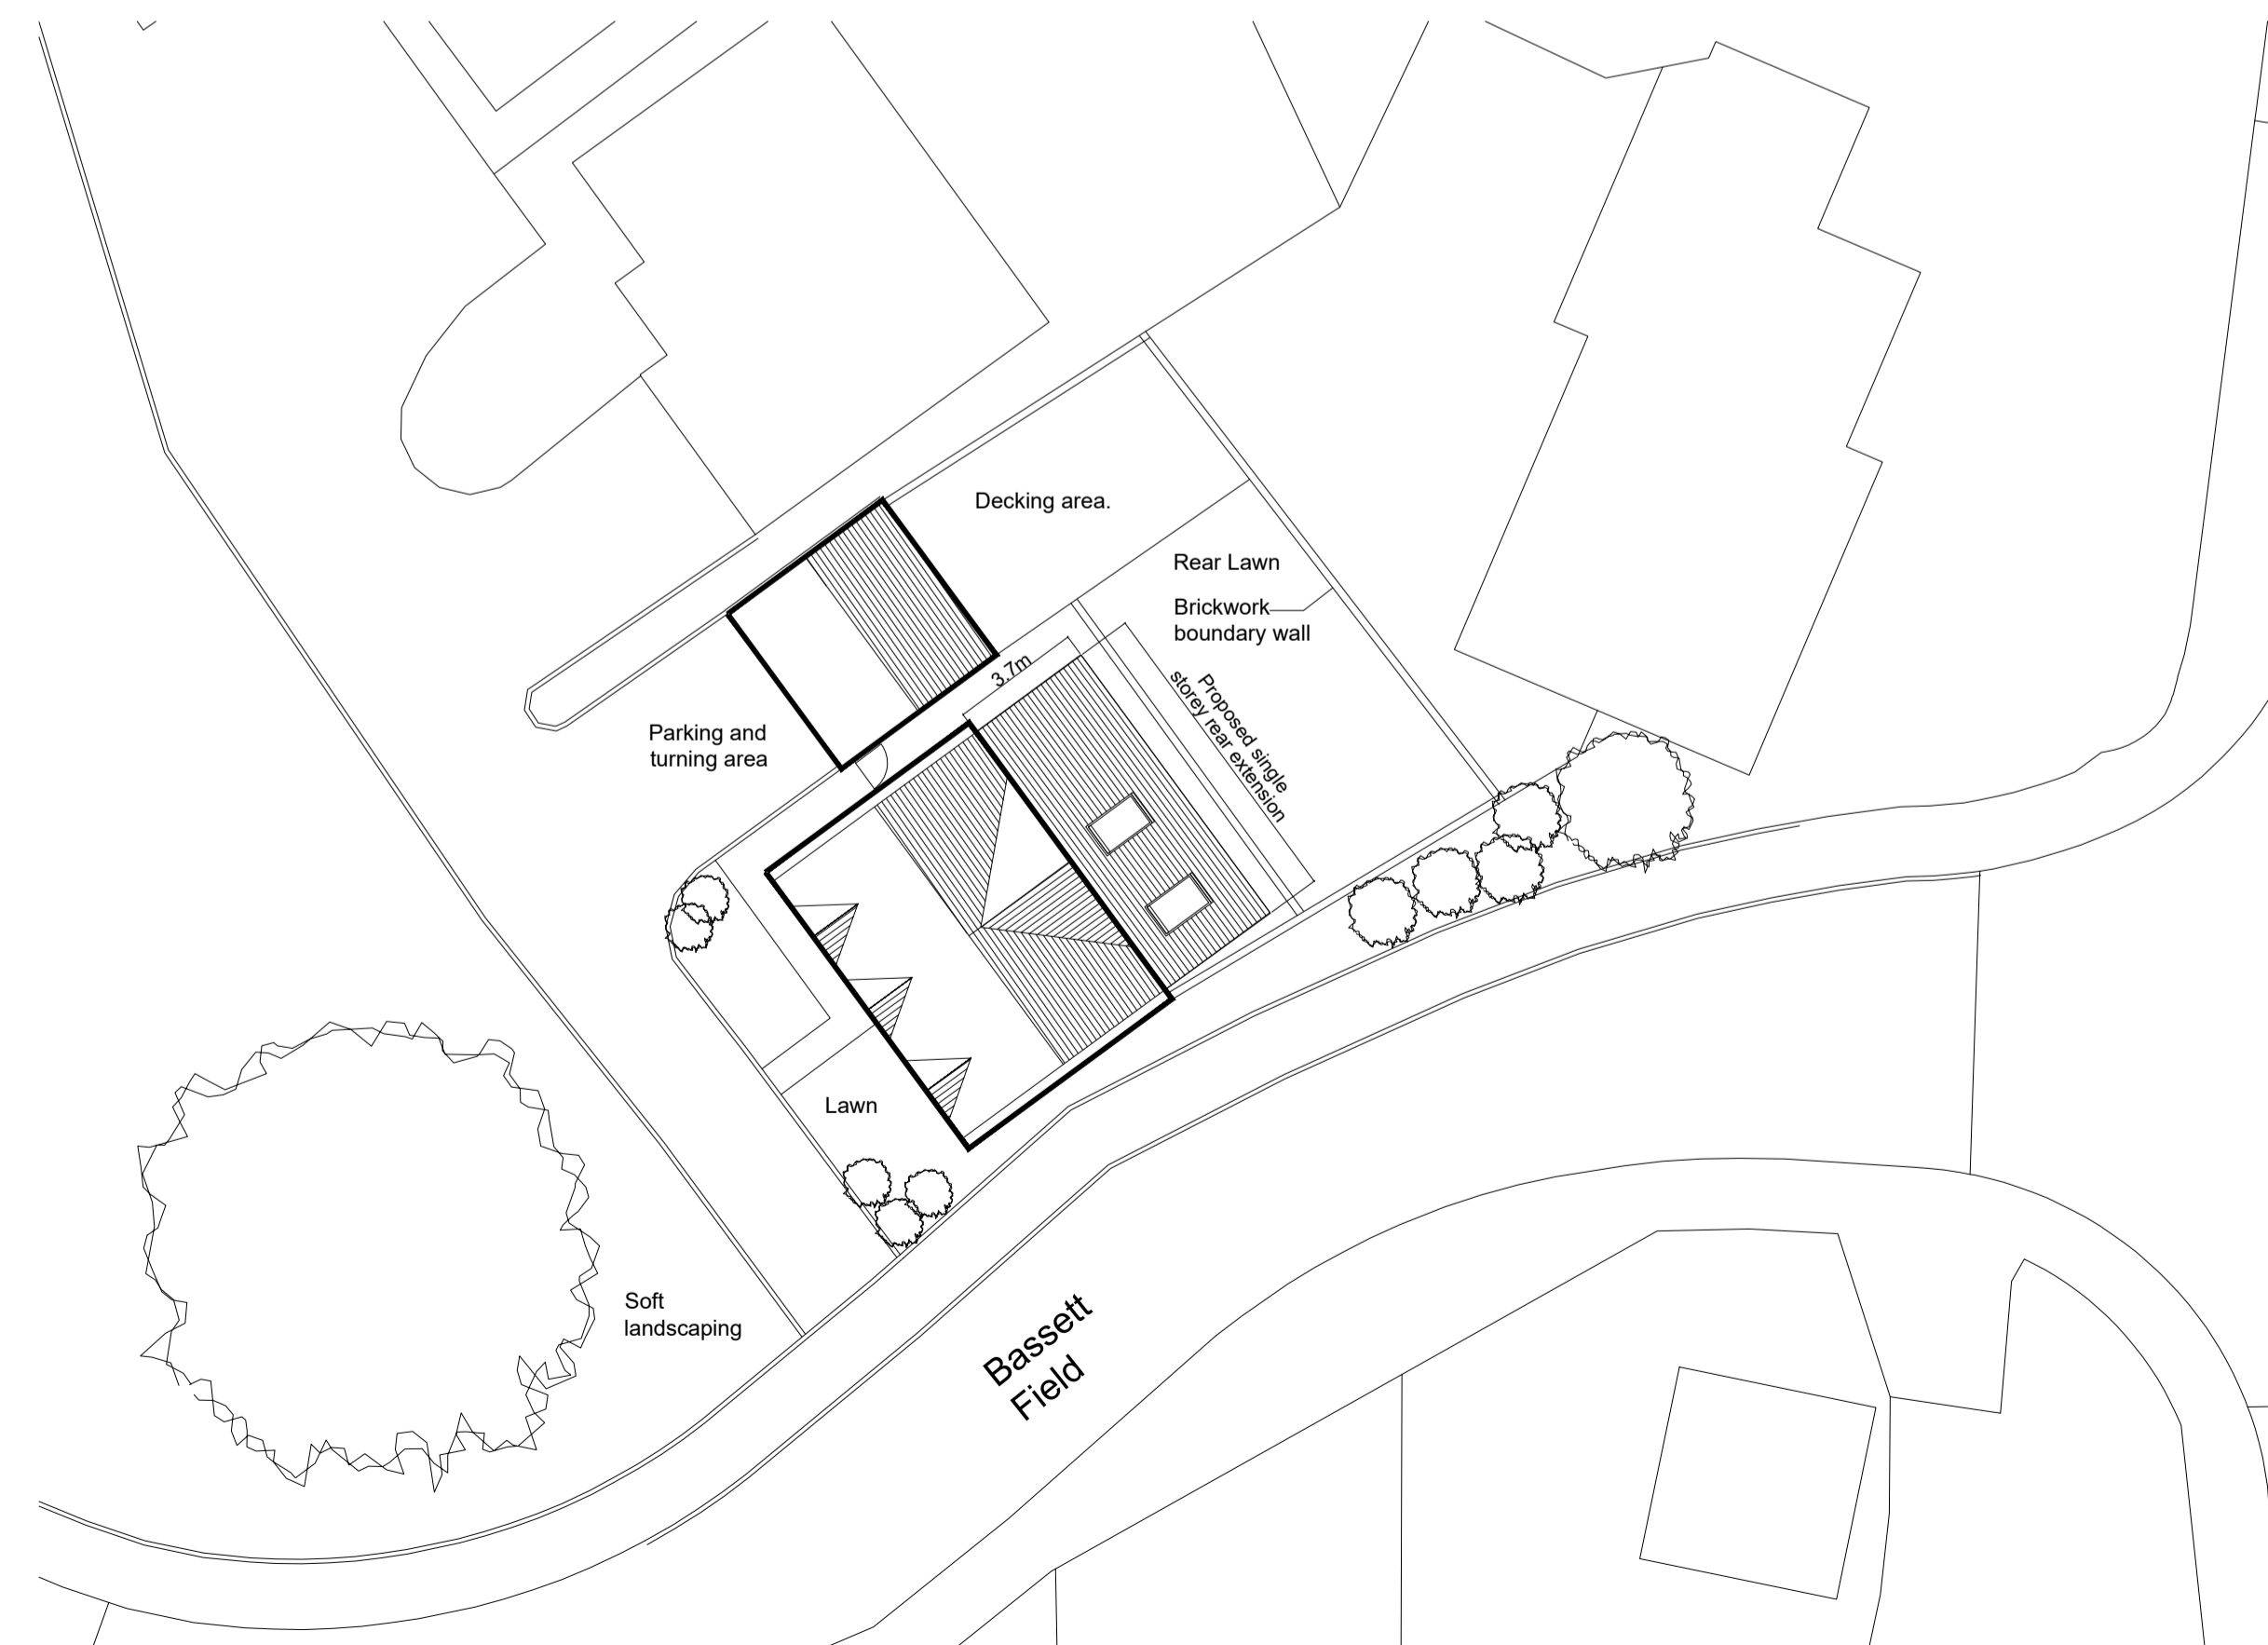 Decking area.
Rear Lawn
Brickwork
boundary wall
3.7m
Proposed single
storey rear extension
Parking and
turning area
Lawn
Soft
landscaping
Bassett
Field